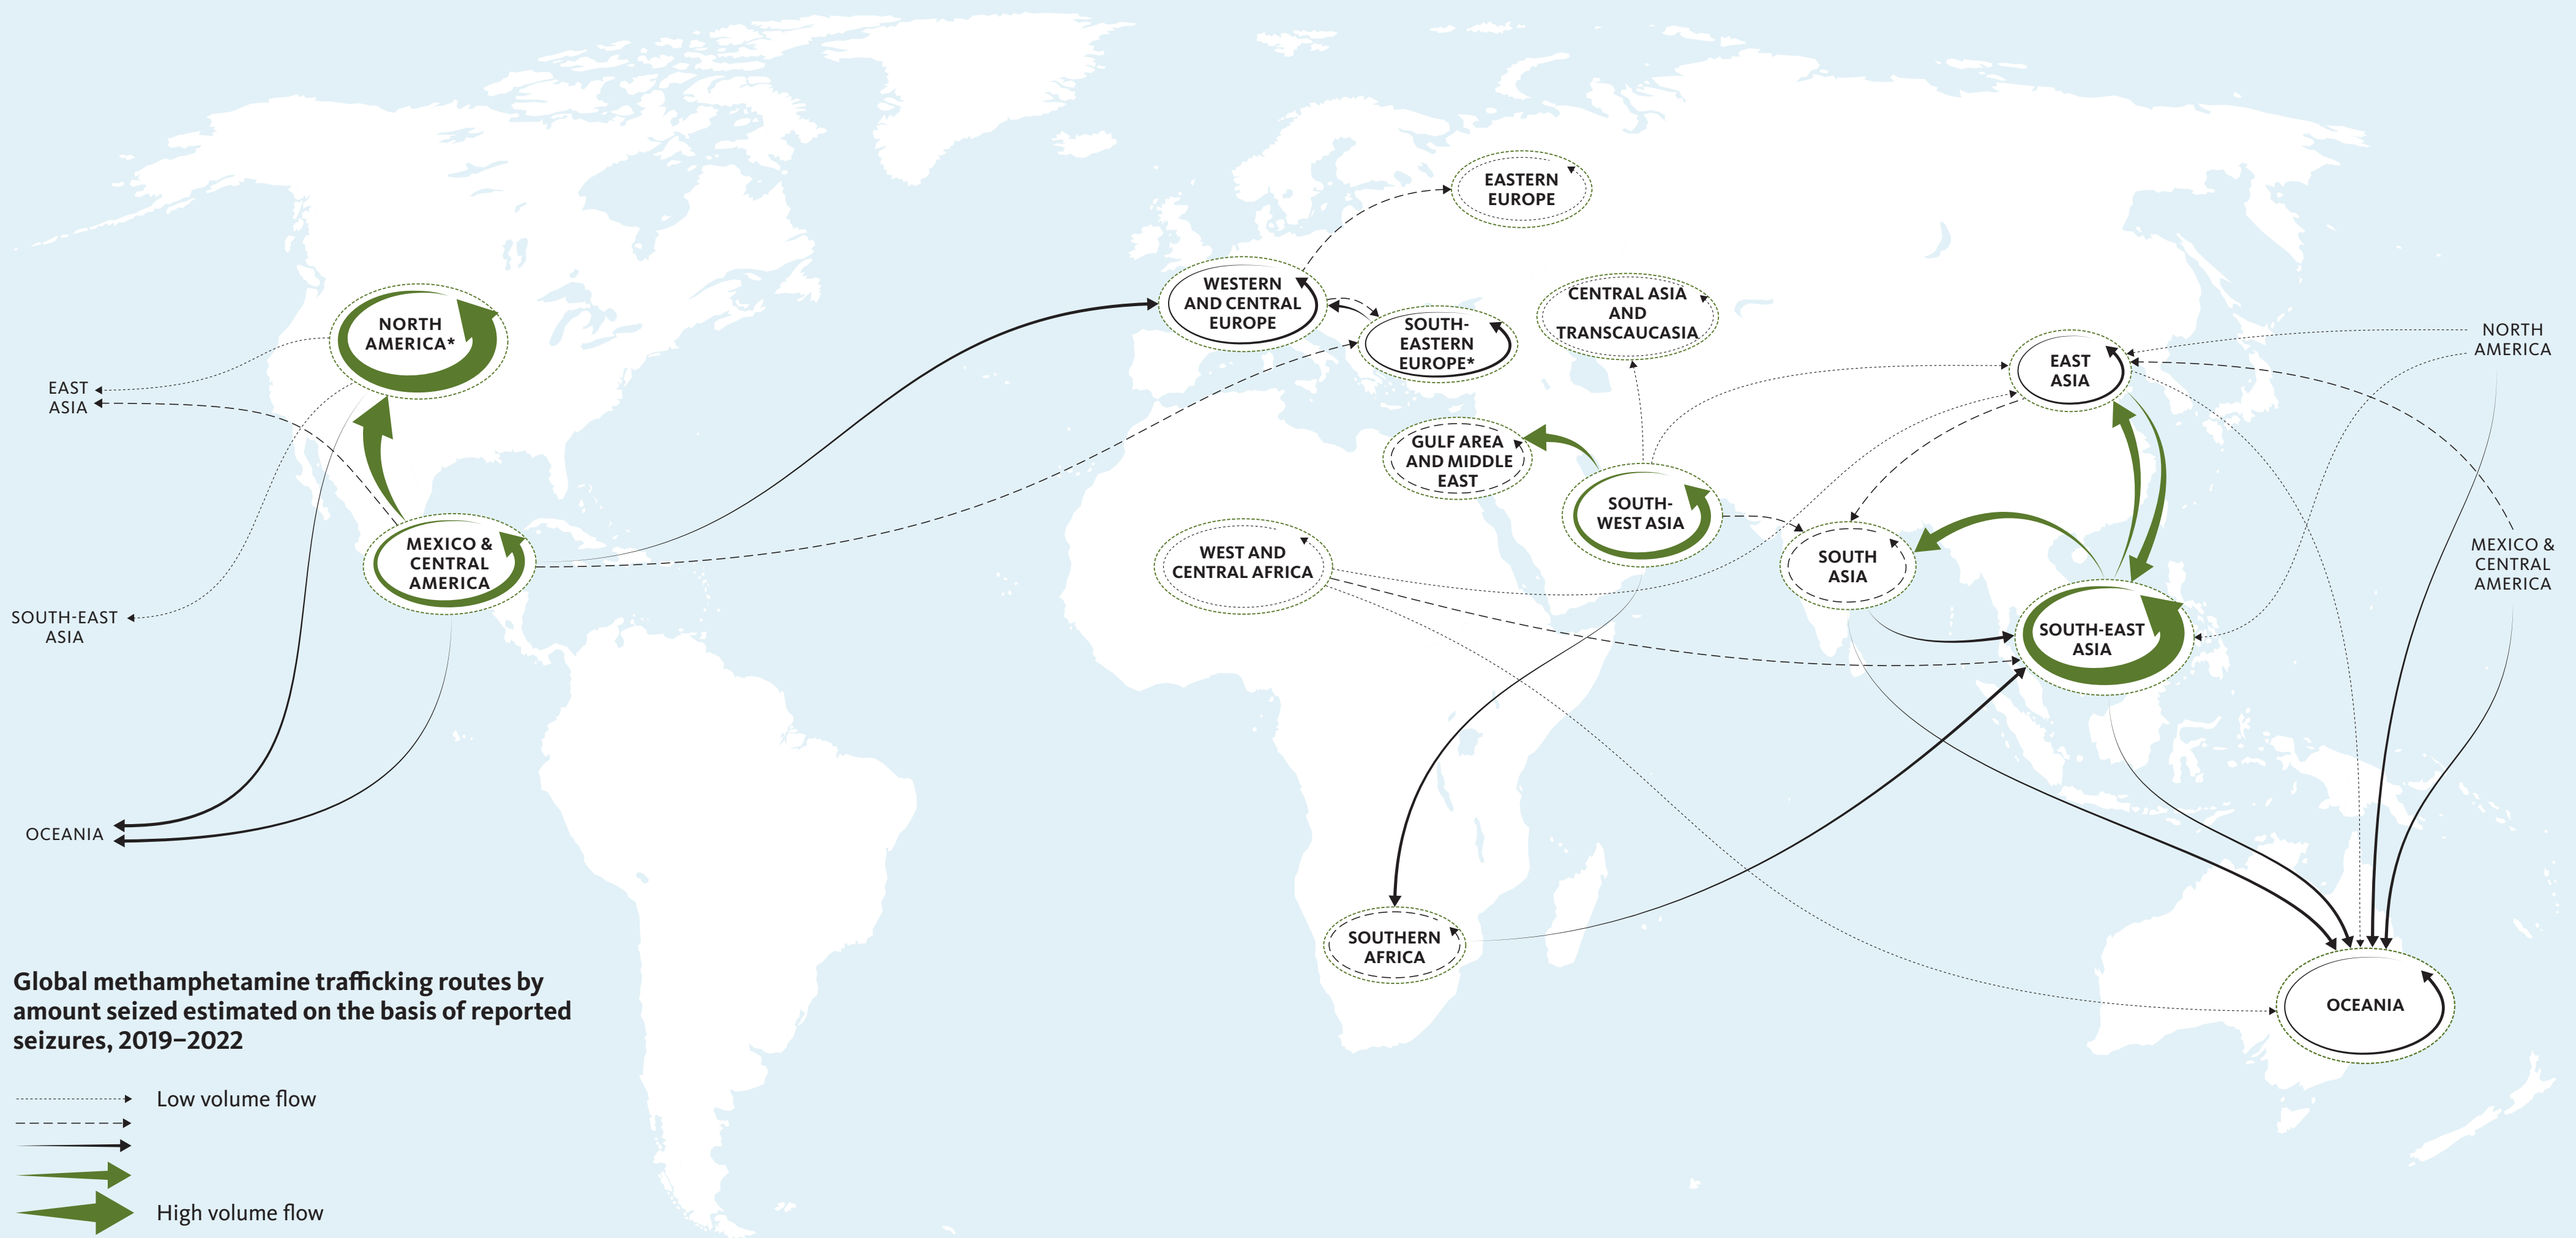 EASTERN
EUROPE
WESTERN
AND CENTRAL
EUROPE
CENTRAL ASIA
AND
TRANSCAUCASIA
NORTH
AMERICA*
SOUTH-
EASTERN
EUROPE*
EAST
ASIA
NORTH
AMERICA
EAST
ASIA
GULF AREA
AND MIDDLE
EAST
SOUTH-
WEST ASIA
MEXICO &
CENTRAL
AMERICA
WEST AND
CENTRAL AFRICA
SOUTH
ASIA
MEXICO &
CENTRAL
AMERICA
SOUTH-EAST
ASIA
SOUTH-EAST
ASIA
OCEANIA
SOUTHERN
AFRICA
OCEANIA
Global methamphetamine trafficking routes by
amount seized estimated on the basis of reported
seizures, 2019–2022
Low volume flow
High volume flow